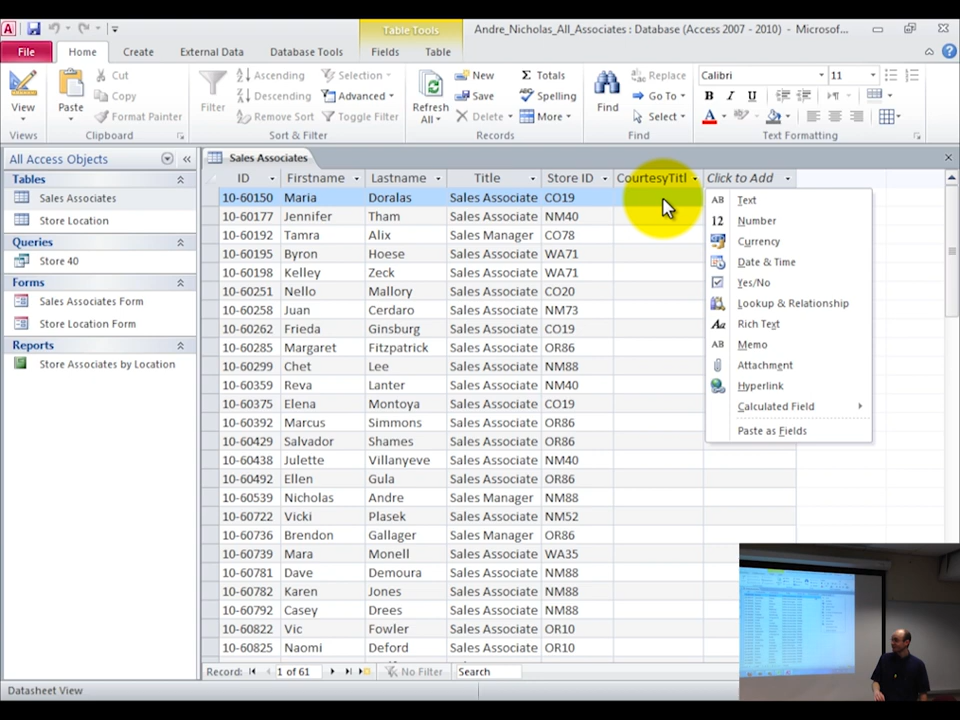 Table Tools
Andre_Nicholas_All_Associates : Database (Access 2007 - 2010) - Microsof...
File Home Create External Data Database Tools Fields Table
View
Views
Paste
Cut
Copy
Format Painter
Clipboard
Filter
Ascending
Descending
Remove Sort
Selection
Advanced
Toggle Filter
Sort & Filter
Refresh
All
New
Save
Delete
Totals
Spelling
More
Records
Find
Replace
Go To
Select
Find
Calibri 11
B I U
A
Text Formatting
All Access Objects
Tables
Sales Associates
Store Location
Queries
Store 40
Forms
Sales Associates Form
Store Location Form
Reports
Store Associates by Location
Sales Associates
ID Firstname Lastname Title Store ID CourtesyTitl Click to Add
10-60150 Maria Doralas Sales Associate CO19
10-60177 Jennifer Tham Sales Associate NM40
10-60192 Tamra Alix Sales Manager CO78
10-60195 Byron Hoese Sales Associate WA71
10-60198 Kelley Zeck Sales Associate WA71
10-60251 Nello Mallory Sales Associate CO20
10-60258 Juan Cerdaro Sales Associate NM73
10-60262 Frieda Ginsburg Sales Associate CO19
10-60285 Margaret Fitzpatrick Sales Associate OR86
10-60299 Chet Lee Sales Associate NM88
10-60359 Reva Lanter Sales Associate NM40
10-60375 Elena Montoya Sales Associate CO19
10-60392 Marcus Simmons Sales Associate OR86
10-60429 Salvador Shames Sales Associate OR86
10-60438 Julette Villanyeve Sales Associate NM40
10-60492 Ellen Gula Sales Associate OR86
10-60539 Nicholas Andre Sales Manager NM88
10-60722 Vicki Plasek Sales Associate NM52
10-60736 Brendon Gallager Sales Manager OR86
10-60739 Mara Monell Sales Associate WA35
10-60781 Dave Demoura Sales Associate NM88
10-60782 Karen Jones Sales Associate NM88
10-60792 Casey Drees Sales Associate NM88
10-60822 Vic Fowler Sales Associate OR10
10-60825 Naomi Deford Sales Associate OR10
AB Text
12 Number
Currency
Date & Time
Yes/No
Lookup & Relationship
Aa Rich Text
AB Memo
Attachment
Hyperlink
Calculated Field
Paste as Fields
Record: 1 of 61 No Filter Search
Datasheet View